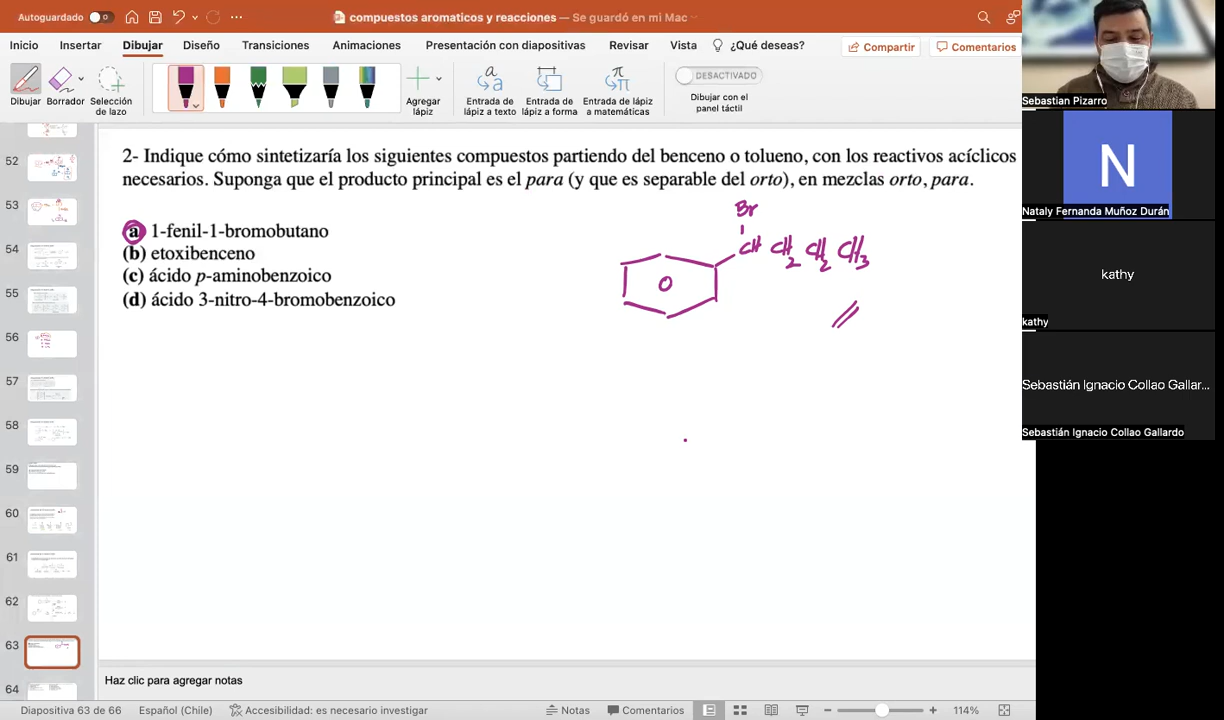 Autoguardado
compuestos aromaticos y reacciones — Se guardó en mi Mac
Inicio Insertar Dibujar Diseño Transiciones Animaciones Presentación con diapositivas Revisar Vista ¿Qué deseas? Compartir Comentarios
Dibujar Borrador Selección de lazo Agregar lápiz Entrada de lápiz a texto Entrada de lápiz a forma Entrada de lápiz a matemáticas DESACTIVADO Dibujar con el panel táctil
2- Indique cómo sintetizaría los siguientes compuestos partiendo del benceno o tolueno, con los reactivos acíclicos
necesarios. Suponga que el producto principal es el para (y que es separable del orto), en mezclas orto, para.
(a) 1-fenil-1-bromobutano
(b) etoxibenceno
(c) ácido p-aminobenzoico
(d) ácido 3-nitro-4-bromobenzoico
Br
CH CH2 CH2 CH3
52
53
54
55
56
57
58
59
60
61
62
63
64
Sebastian Pizarro
N
Nataly Fernanda Muñoz Durán
kathy
kathy
Sebastián Ignacio Collao Gallar...
Sebastián Ignacio Collao Gallardo
Haz clic para agregar notas
Diapositiva 63 de 66 Español (Chile) Accesibilidad: es necesario investigar Notas Comentarios 114%